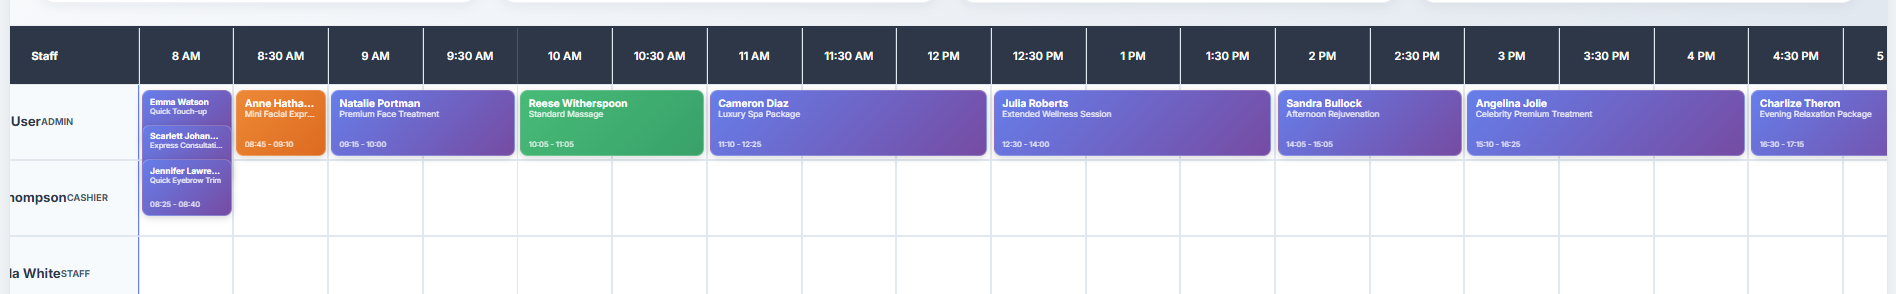 Staff
8 AM
8:30 AM
9 AM
9:30 AM
10 AM
10:30 AM
11 AM
11:30 AM
12 PM
12:30 PM
1 PM
1:30 PM
2 PM
2:30 PM
3 PM
3:30 PM
4 PM
4:30 PM
5
User ADMIN
Emma Watson
Quick Touch-up
Scarlett Johan...
Express Consultati...
Jennifer Lawre...
Quick Eyebrow Trim
08:25 - 08:40
Anne Hatha...
Mini Facial Expr...
08:45 - 09:10
Natalie Portman
Premium Face Treatment
09:15 - 10:00
Reese Witherspoon
Standard Massage
10:05 - 11:05
Cameron Diaz
Luxury Spa Package
11:10 - 12:25
Julia Roberts
Extended Wellness Session
12:30 - 14:00
Sandra Bullock
Afternoon Rejuvenation
14:05 - 15:05
Angelina Jolie
Celebrity Premium Treatment
15:10 - 16:25
Charlize Theron
Evening Relaxation Package
16:30 - 17:15
hompson CASHIER
la White STAFF